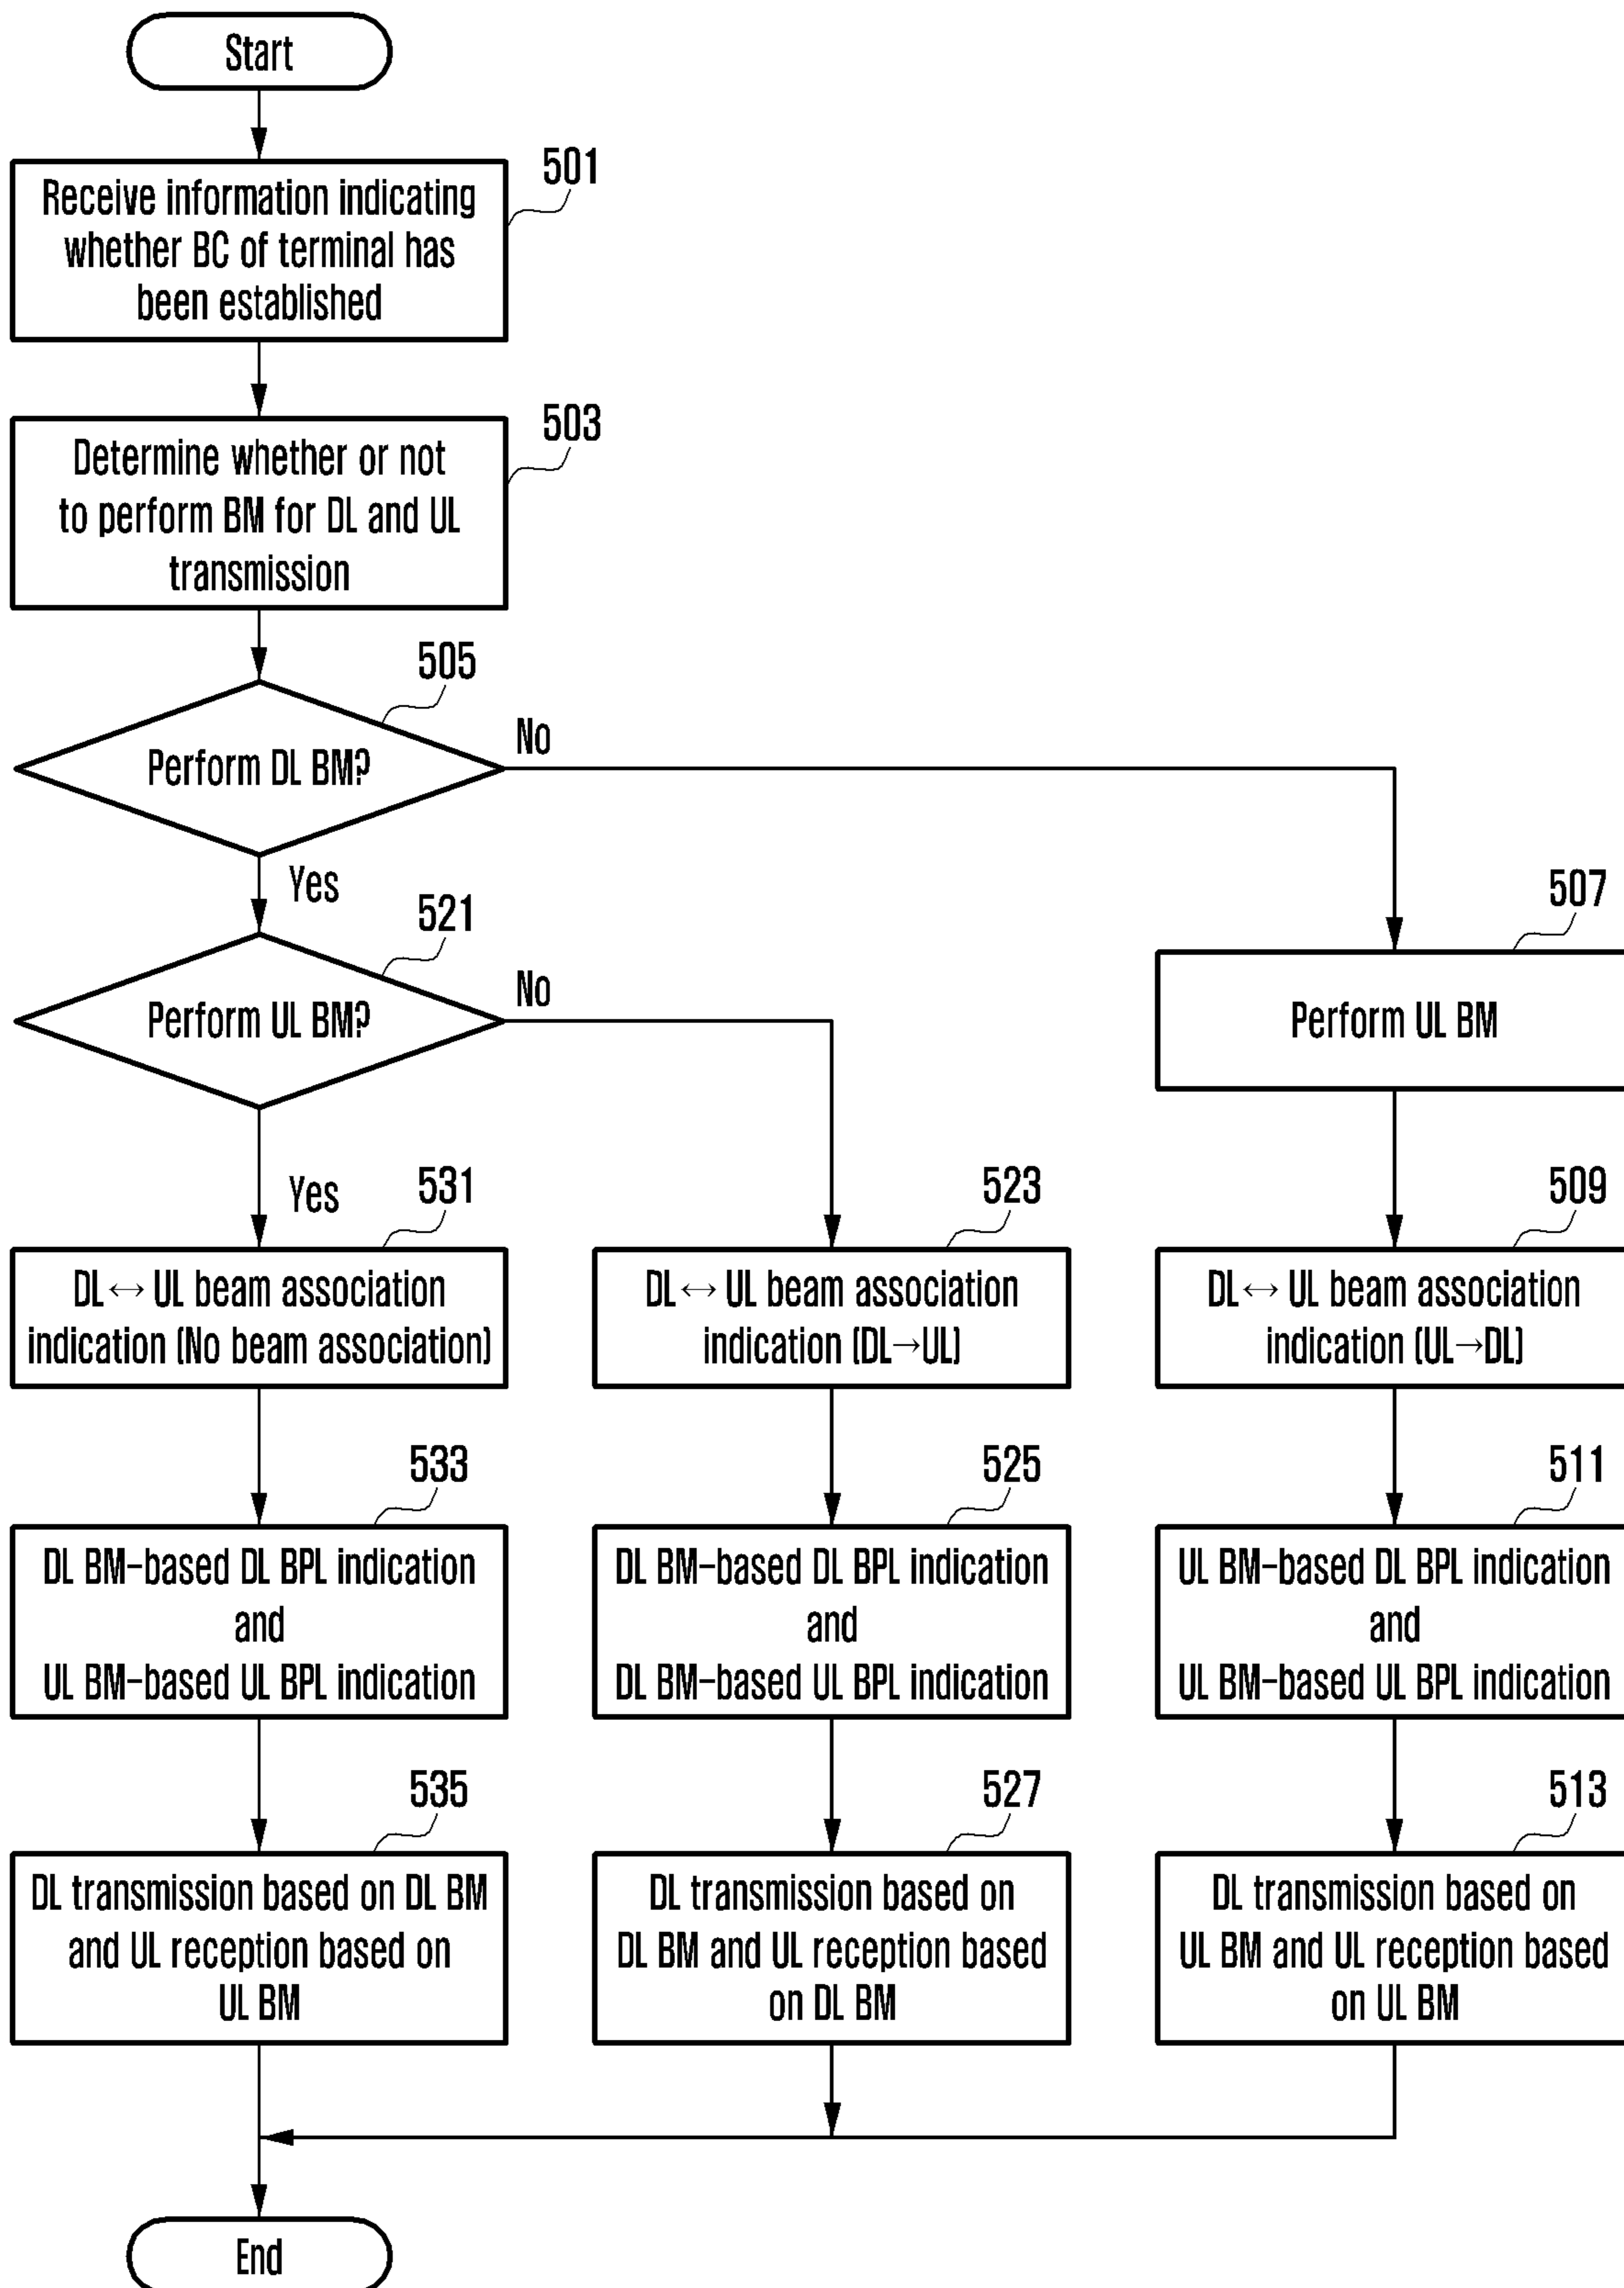 Start
501
Receive information indicating
whether BC of terminal has
been established
503
Determine whether or not
to perform BM for DL and UL
transmission
505
Perform DL BM?
No
Yes
521
Perform UL BM?
No
507
Perform UL BM
Yes
531
DL↔UL beam association
indication (No beam association)
523
DL↔UL beam association
indication (DL→UL)
509
DL↔UL beam association
indication (UL→DL)
533
DL BM-based DL BPL indication
and
UL BM-based UL BPL indication
525
DL BM-based DL BPL indication
and
DL BM-based UL BPL indication
511
UL BM-based DL BPL indication
and
UL BM-based UL BPL indication
535
DL transmission based on DL BM
and UL reception based on
UL BM
527
DL transmission based on
DL BM and UL reception based
on DL BM
513
DL transmission based on
UL BM and UL reception based
on UL BM
End